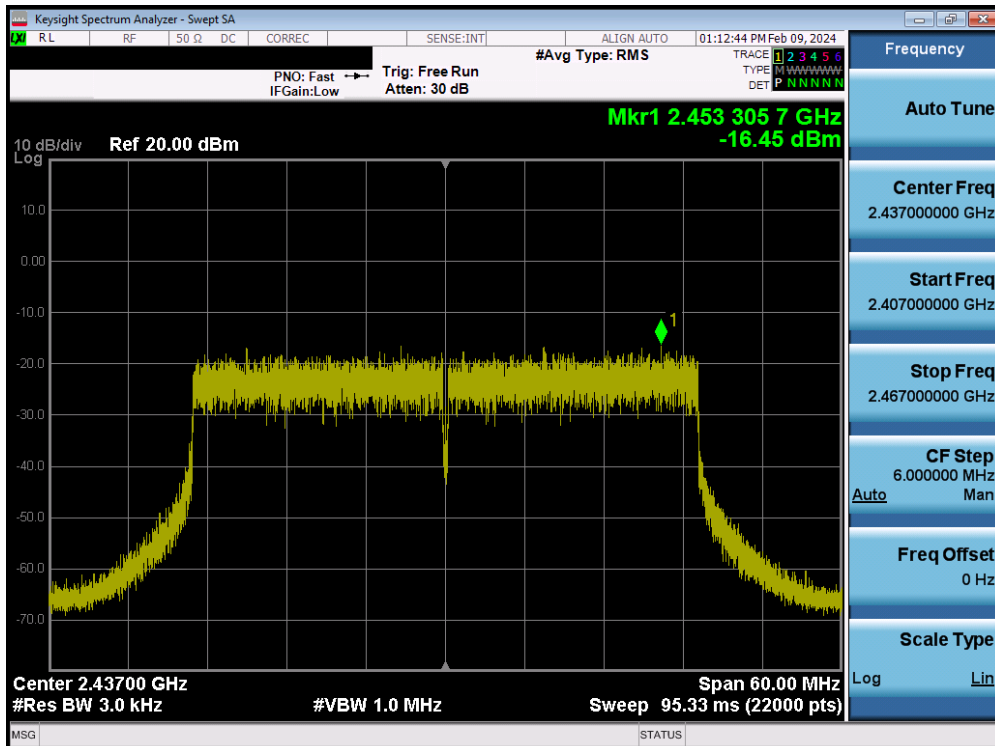 Keysight Spectrum Analyzer - Swept SA
LXI RL RF 50 Ω DC CORREC SENSE:INT ALIGN AUTO 01:12:44 PM Feb 09, 2024
PNO: Fast
IFGain:Low
Trig: Free Run
Atten: 30 dB
#Avg Type: RMS
TRACE 1 2 3 4 5 6
TYPE M W W W W W
DET P N N N N N
Mkr1 2.453 305 7 GHz
-16.45 dBm
10 dB/div
Log
Ref 20.00 dBm
10.0
0.00
-10.0
1
-20.0
-30.0
-40.0
-50.0
-60.0
-70.0
Center 2.43700 GHz
Span 60.00 MHz
#Res BW 3.0 kHz
#VBW 1.0 MHz
Sweep 95.33 ms (22000 pts)
MSG
STATUS
Frequency
Auto Tune
Center Freq
2.437000000 GHz
Start Freq
2.407000000 GHz
Stop Freq
2.467000000 GHz
CF Step
6.000000 MHz
Auto Man
Freq Offset
0 Hz
Scale Type
Log Lin